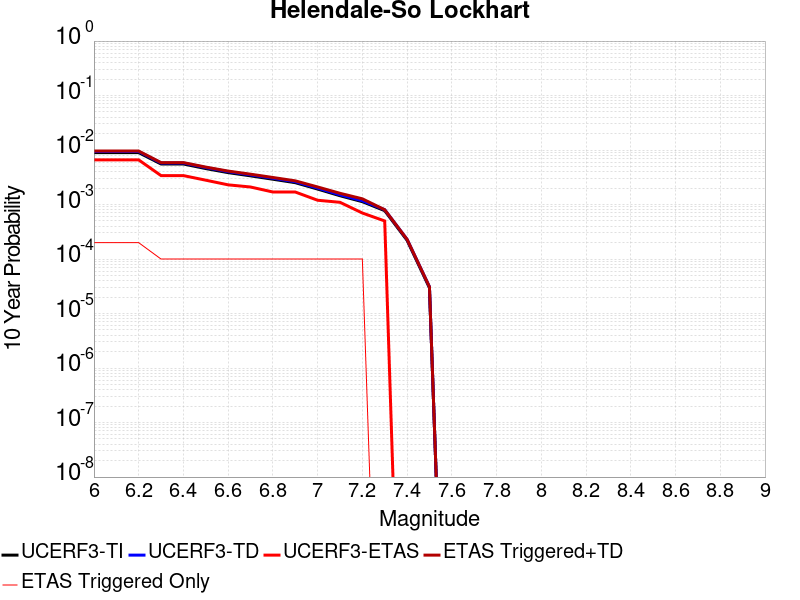 Helendale-So Lockhart
10 Year Probability
10^0
10^-1
10^-2
10^-3
10^-4
10^-5
10^-6
10^-7
10^-8
6 6.2 6.4 6.6 6.8 7 7.2 7.4 7.6 7.8 8 8.2 8.4 8.6 8.8 9
Magnitude
UCERF3-TI UCERF3-TD UCERF3-ETAS ETAS Triggered+TD
ETAS Triggered Only